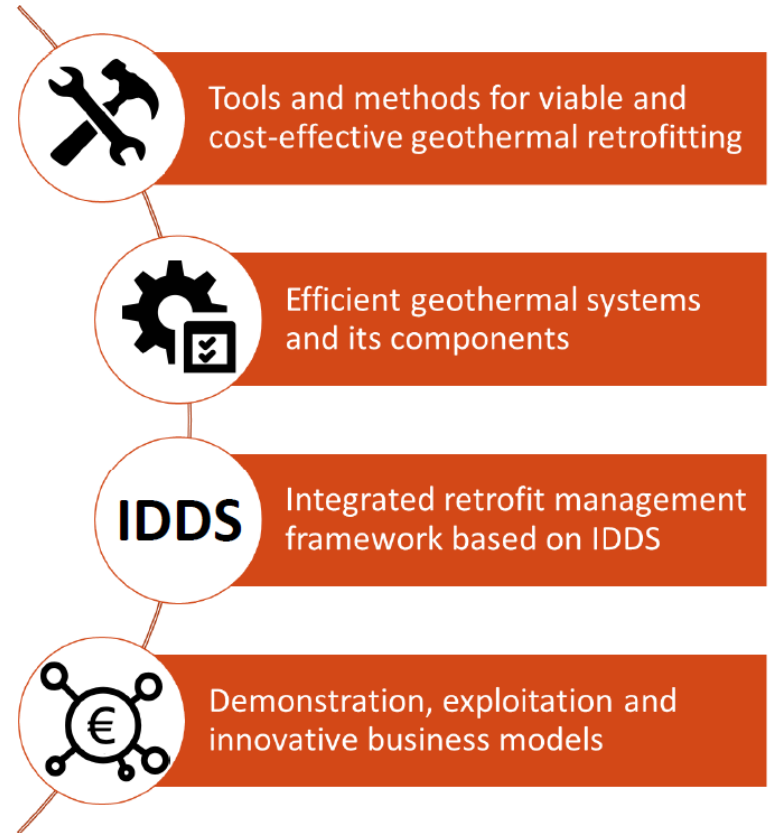 Tools and methods for viable and
cost-effective geothermal retrofitting
Efficient geothermal systems
and its components
IDDS
Integrated retrofit management
framework based on IDDS
€
Demonstration, exploitation and
innovative business models